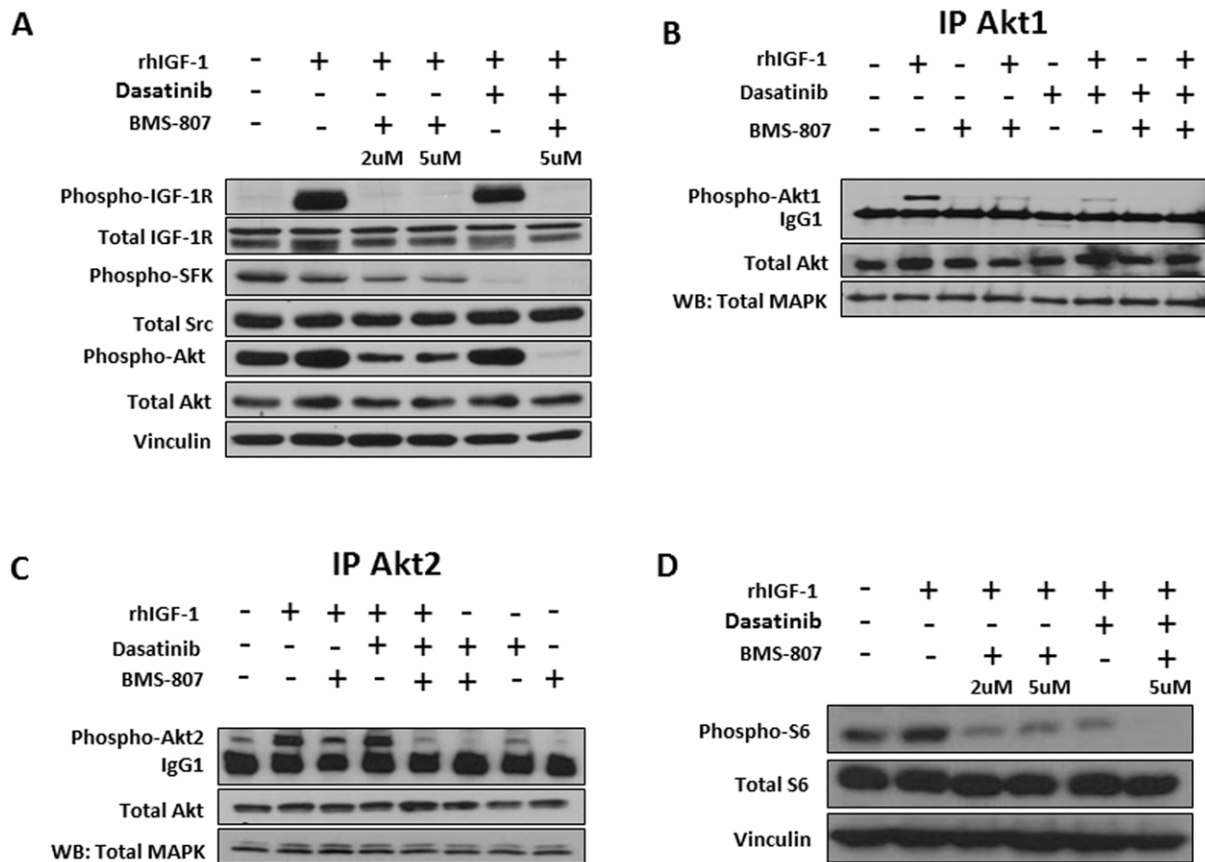 A
rhIGF-1 - + + + + +
Dasatinib - - - - + +
BMS-807 - - + + - +
2uM 5uM 5uM
Phospho-IGF-1R
Total IGF-1R
Phospho-SFK
Total Src
Phospho-Akt
Total Akt
Vinculin
B
IP Akt1
rhIGF-1 - + - + - + - +
Dasatinib - - - - + + + +
BMS-807 - - + + - - + +
Phospho-Akt1
IgG1
Total Akt
WB: Total MAPK
C
IP Akt2
rhIGF-1 - + + + + - - -
Dasatinib - - - + + + + -
BMS-807 - - + - + + - +
Phospho-Akt2
IgG1
Total Akt
WB: Total MAPK
D
rhIGF-1 - + + + + +
Dasatinib - - - - + +
BMS-807 - - + + - +
2uM 5uM 5uM
Phospho-S6
Total S6
Vinculin